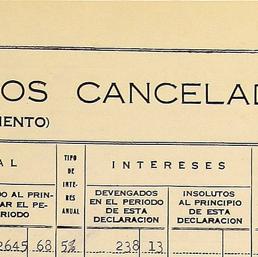 OS CANCELAD
IENTO)
AL
TIPO DE INTE- RES ANUAL
INTERESES
DO AL PRIN-
AR EL PE-
RIODO
DEVENGADOS
EN EL PERIODO
DE ESTA
DECLARACION
INSOLUTOS
AL PRINCIPIO
DE ESTA
DECLARACION
2645 68 5% 238 13